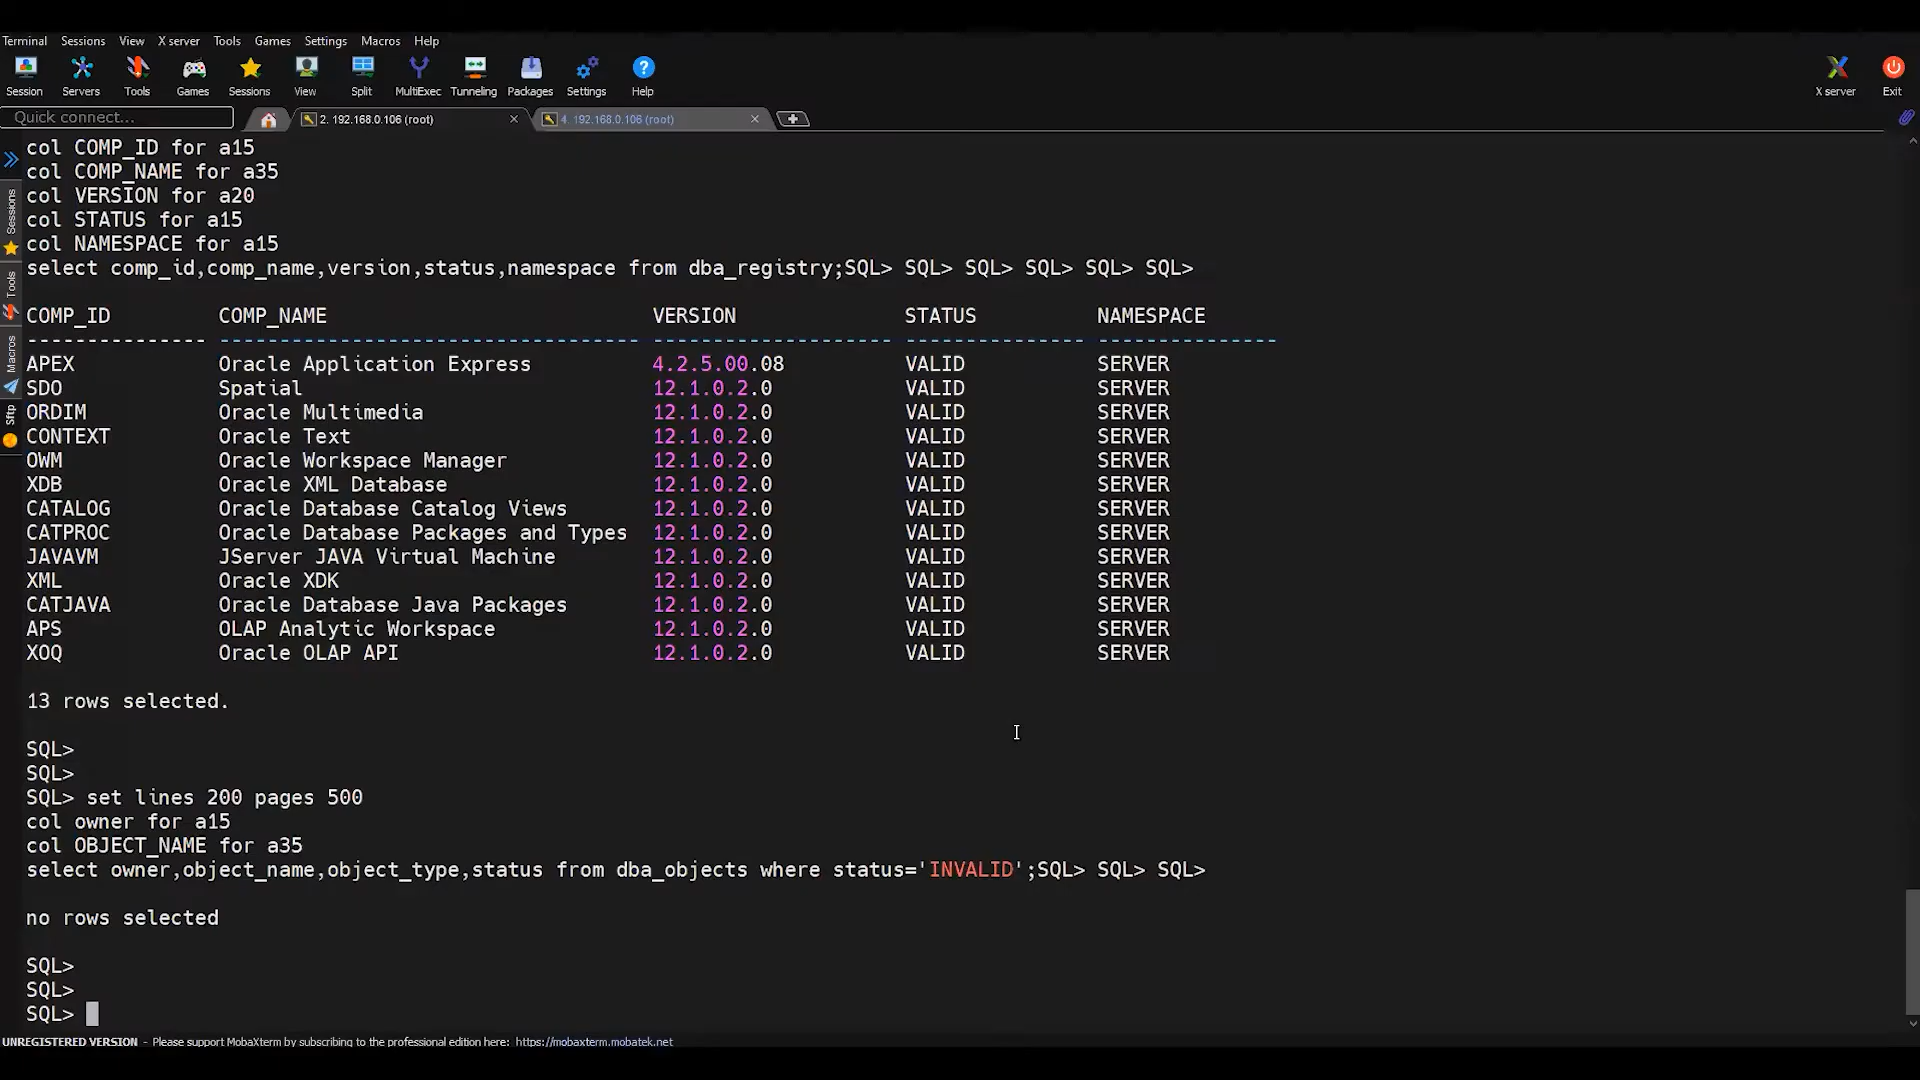 Terminal Sessions View X server Tools Games Settings Macros Help
Session Servers Tools Games Sessions View Split MultiExec Tunneling Packages Settings Help X server Exit
Quick connect... 2. 192.168.0.106 (root) 4. 192.168.0.106 (root)
Sessions
Tools
Macros
Sftp
col COMP_ID for a15
col COMP_NAME for a35
col VERSION for a20
col STATUS for a15
col NAMESPACE for a15
select comp_id,comp_name,version,status,namespace from dba_registry;SQL> SQL> SQL> SQL> SQL> SQL>
COMP_ID COMP_NAME VERSION STATUS NAMESPACE
--------------- ----------------------------------- -------------------- --------------- ---------------
APEX Oracle Application Express 4.2.5.00.08 VALID SERVER
SDO Spatial 12.1.0.2.0 VALID SERVER
ORDIM Oracle Multimedia 12.1.0.2.0 VALID SERVER
CONTEXT Oracle Text 12.1.0.2.0 VALID SERVER
OWM Oracle Workspace Manager 12.1.0.2.0 VALID SERVER
XDB Oracle XML Database 12.1.0.2.0 VALID SERVER
CATALOG Oracle Database Catalog Views 12.1.0.2.0 VALID SERVER
CATPROC Oracle Database Packages and Types 12.1.0.2.0 VALID SERVER
JAVAVM JServer JAVA Virtual Machine 12.1.0.2.0 VALID SERVER
XML Oracle XDK 12.1.0.2.0 VALID SERVER
CATJAVA Oracle Database Java Packages 12.1.0.2.0 VALID SERVER
APS OLAP Analytic Workspace 12.1.0.2.0 VALID SERVER
XOQ Oracle OLAP API 12.1.0.2.0 VALID SERVER
13 rows selected.
SQL>
SQL>
SQL> set lines 200 pages 500
col owner for a15
col OBJECT_NAME for a35
select owner,object_name,object_type,status from dba_objects where status='INVALID';SQL> SQL> SQL>
no rows selected
SQL>
SQL>
SQL>
UNREGISTERED VERSION - Please support MobaXterm by subscribing to the professional edition here: https://mobaxterm.mobatek.net